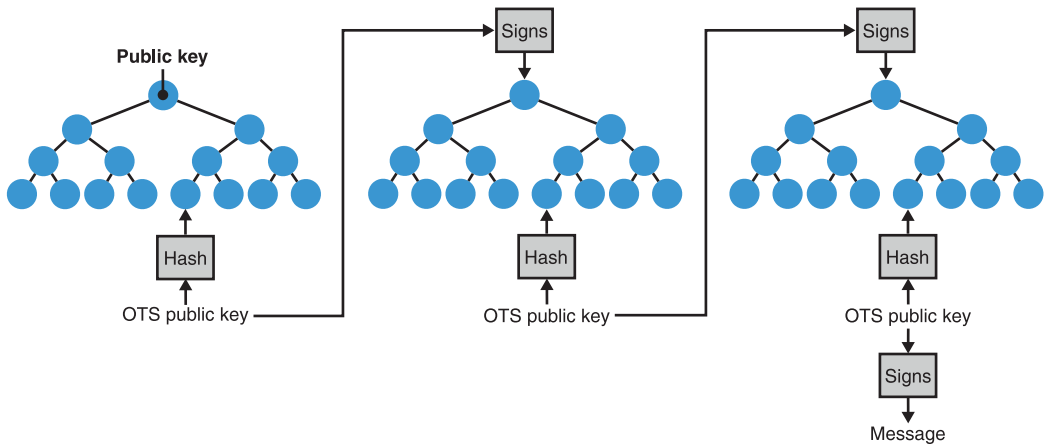 Signs
Signs
Public key
Hash
Hash
Hash
OTS public key
OTS public key
OTS public key
Signs
Message